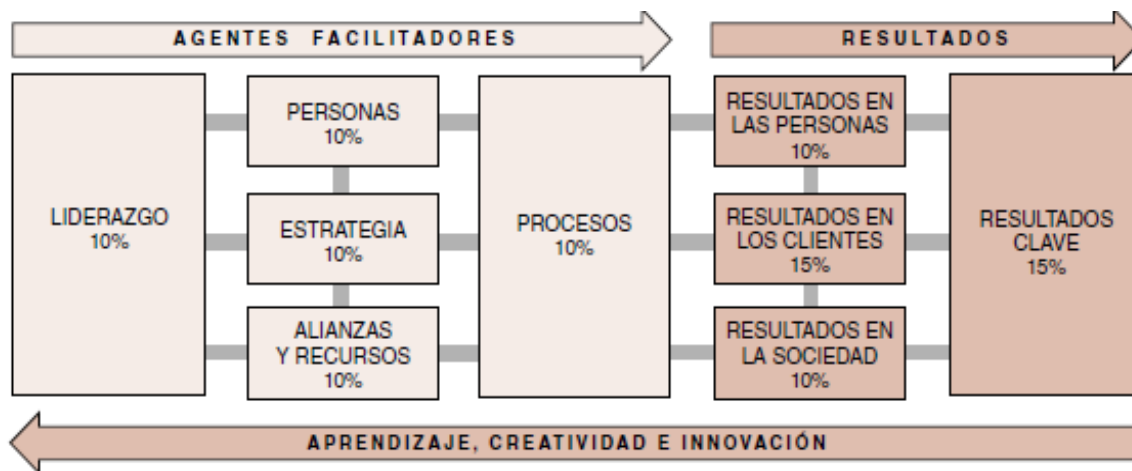 AGENTES FACILITADORES
RESULTADOS
LIDERAZGO
10%
PERSONAS
10%
ESTRATEGIA
10%
ALIANZAS
Y RECURSOS
10%
PROCESOS
10%
RESULTADOS EN
LAS PERSONAS
10%
RESULTADOS EN
LOS CLIENTES
15%
RESULTADOS EN
LA SOCIEDAD
10%
RESULTADOS
CLAVE
15%
APRENDIZAJE, CREATIVIDAD E INNOVACIÓN